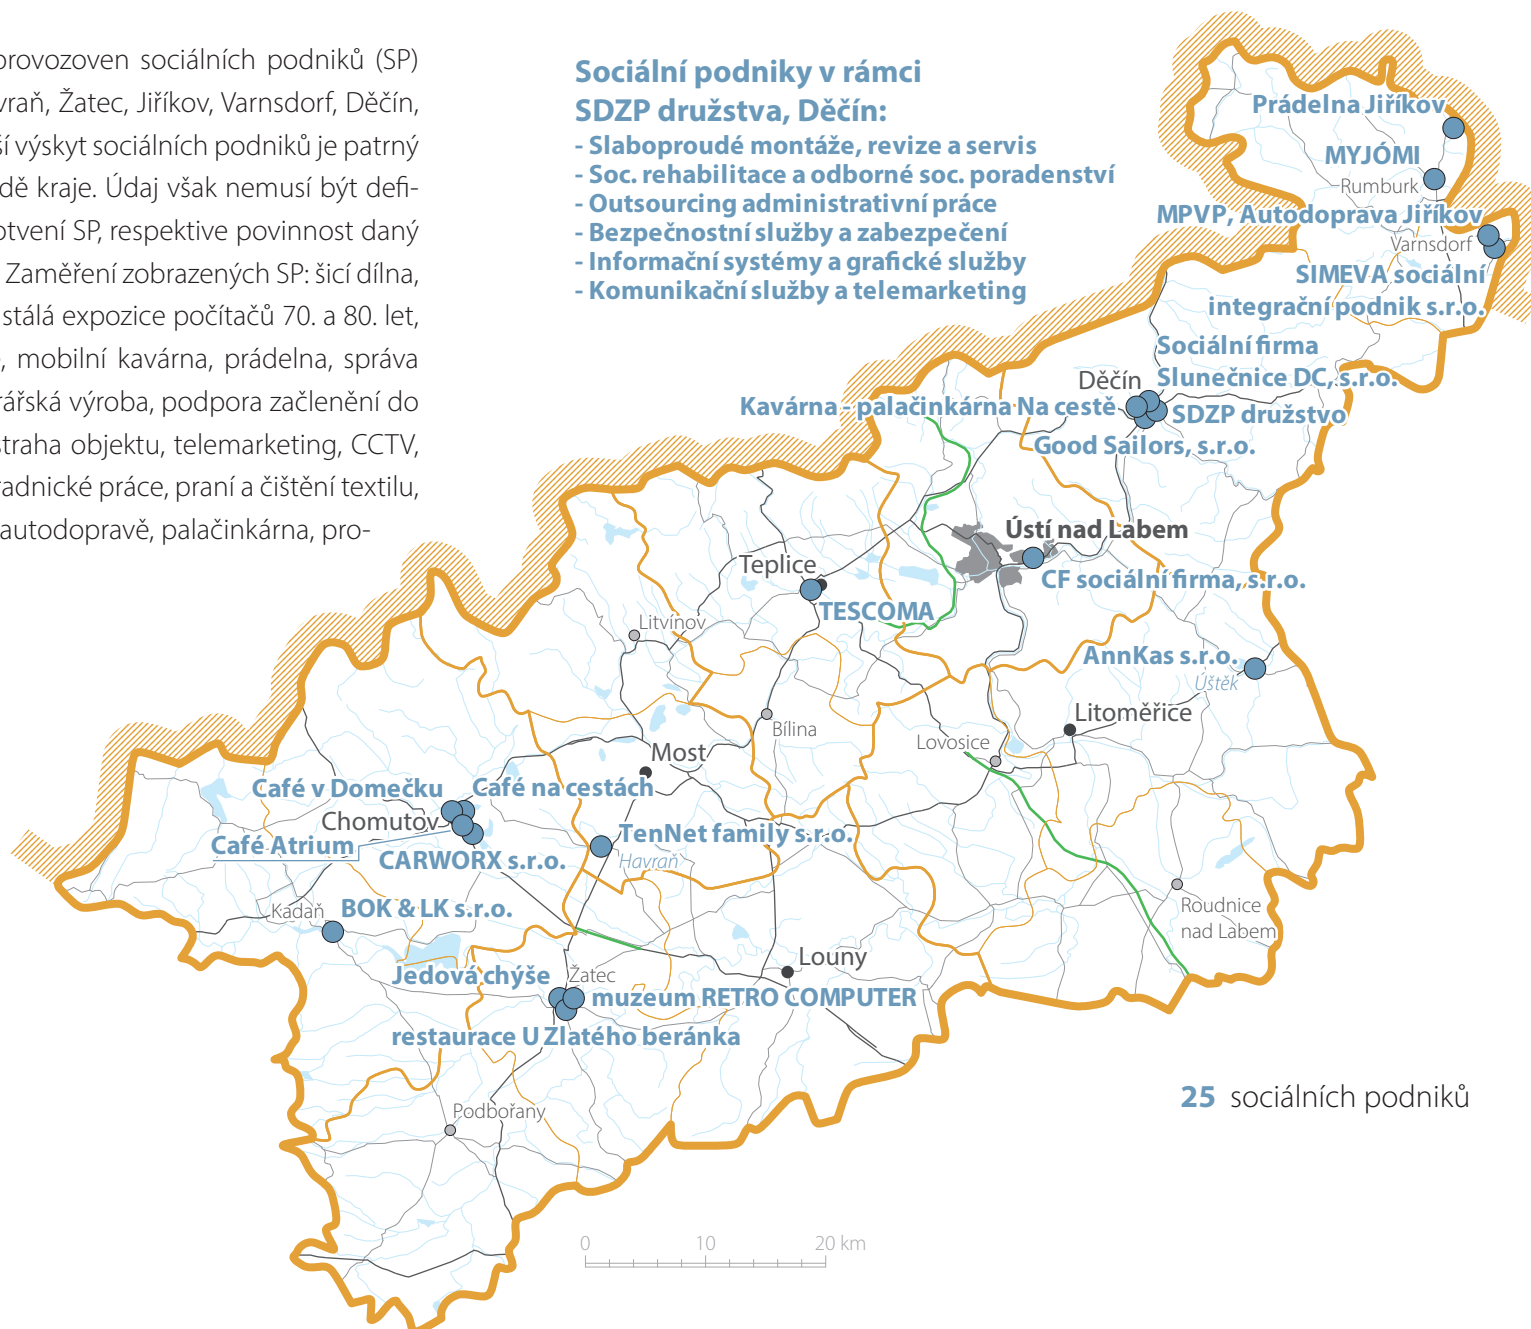 provozoven sociálních podniků (SP)
vraň, Žatec, Jiříkov, Varnsdorf, Děčín,
ší výskyt sociálních podniků je patrný
dě kraje. Údaj však nemusí být defi-
otvení SP, respektive povinnost daný
Zaměření zobrazených SP: šicí dílna,
stálá expozice počítačů 70. a 80. let,
, mobilní kavárna, prádelna, správa
ářská výroba, podpora začlenění do
straha objektu, telemarketing, CCTV,
radnické práce, praní a čištění textilu,
autodopravě, palačinkárna, pro-
Sociální podniky v rámci
SDZP družstva, Děčín:
- Slaboproudé montáže, revize a servis
- Soc. rehabilitace a odborné soc. poradenství
- Outsourcing administrativní práce
- Bezpečnostní služby a zabezpečení
- Informační systémy a grafické služby
- Komunikační služby a telemarketing
Prádelna Jiříkov
MYJÓMI
Rumburk
MPVP, Autodoprava Jiříkov
Varnsdorf
SIMEVA sociální
integrační podnik s.r.o.
Sociální firma
Slunečnice DC, s.r.o.
Děčín
Kavárna - palačinkárna Na cestě
SDZP družstvo
Good Sailors, s.r.o.
Ústí nad Labem
CF sociální firma, s.r.o.
Teplice
TESCOMA
Litvínov
AnnKas s.r.o.
Úštěk
Litoměřice
Bílina
Lovosice
Most
Café v Domečku
Café na cestách
Chomutov
Café Atrium
CARWORX s.r.o.
TenNet family s.r.o.
Havraň
Kadaň
BOK & LK s.r.o.
Roudnice
nad Labem
Louny
Jedová chýše
Žatec
muzeum RETRO COMPUTER
restaurace U Zlatého beránka
Podbořany
25 sociálních podniků
0 10 20 km